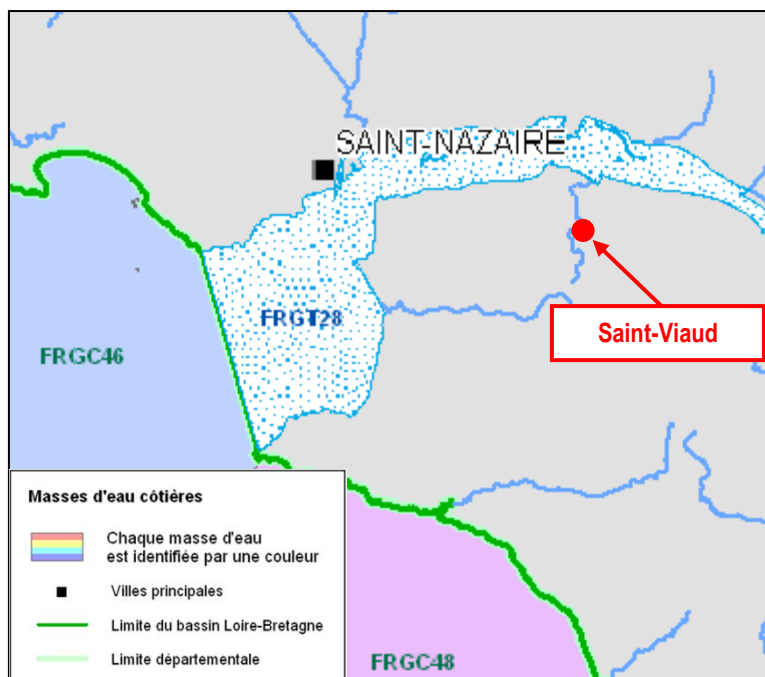 SAINT-NAZAIRE
FRGT28
Saint-Viaud
FRGC46
Masses d'eau côtières
Chaque masse d'eau
est identifiée par une couleur
Villes principales
Limite du bassin Loire-Bretagne
Limite départementale
FRGC48